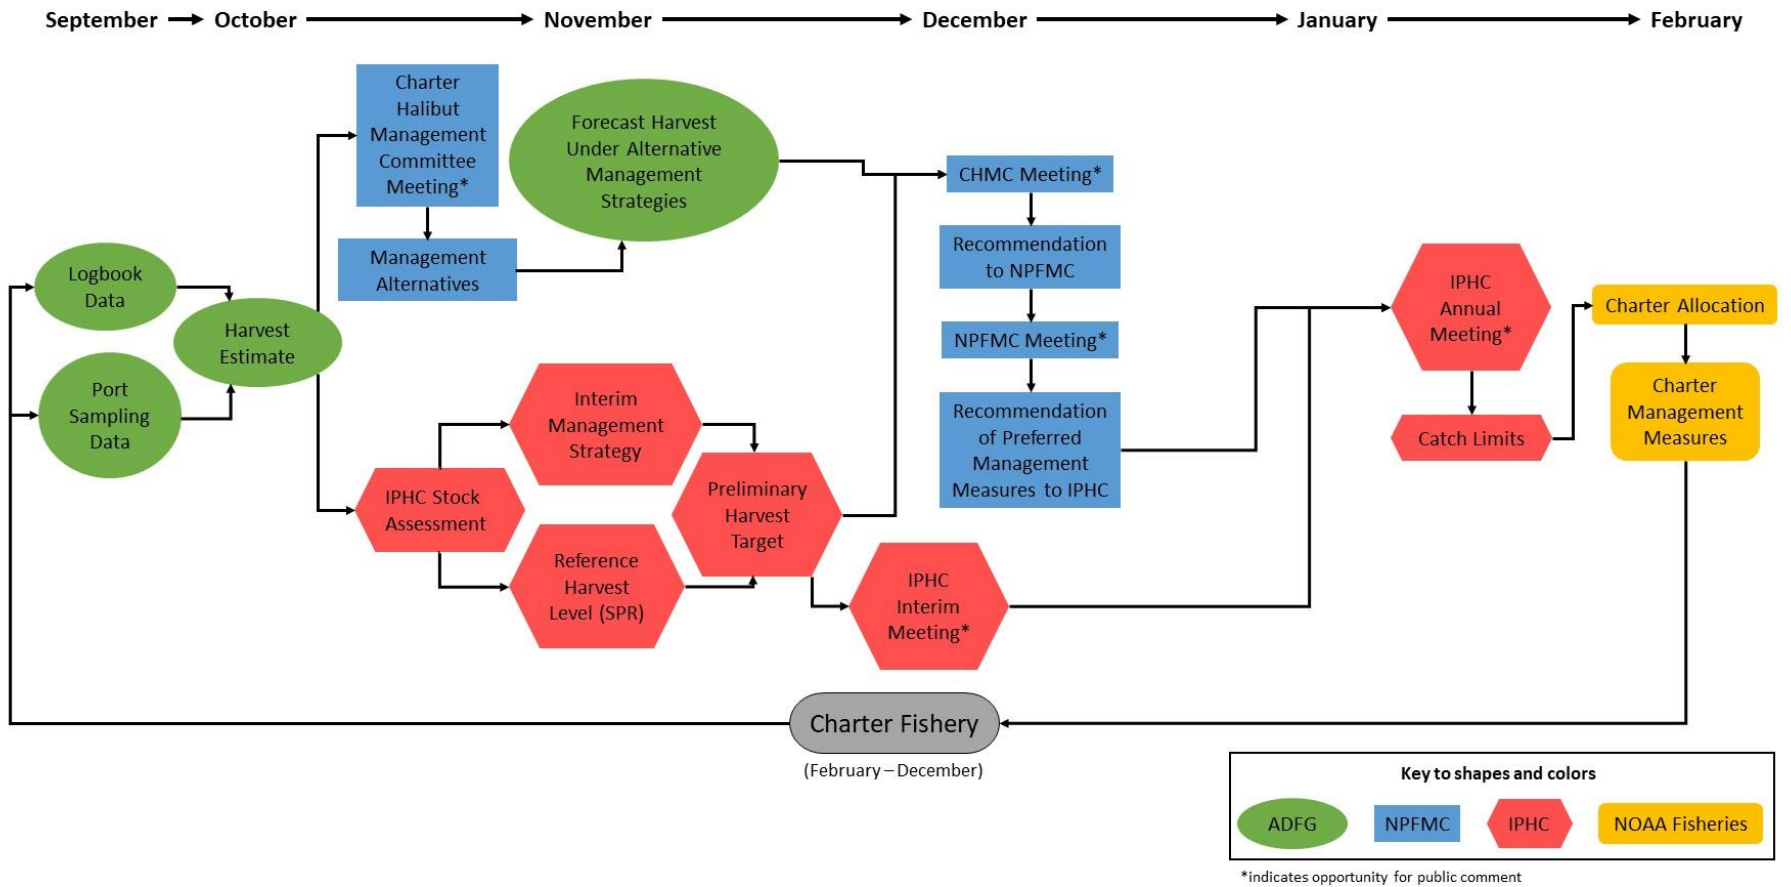 September
October
November
December
January
February
Charter
Halibut
Management
Committee
Meeting*
Management
Alternatives
Forecast Harvest
Under Alternative
Management
Strategies
Logbook
Data
Port
Sampling
Data
Harvest
Estimate
IPHC Stock
Assessment
Interim
Management
Strategy
Reference
Harvest
Level (SPR)
Preliminary
Harvest
Target
IPHC
Interim
Meeting*
CHMC Meeting*
Recommendation
to NPFMC
NPFMC Meeting*
Recommendation
of Preferred
Management
Measures to IPHC
IPHC
Annual
Meeting*
Catch Limits
Charter Allocation
Charter
Management
Measures
Charter Fishery
(February – December)
Key to shapes and colors
ADFG
NPFMC
IPHC
NOAA Fisheries
*indicates opportunity for public comment